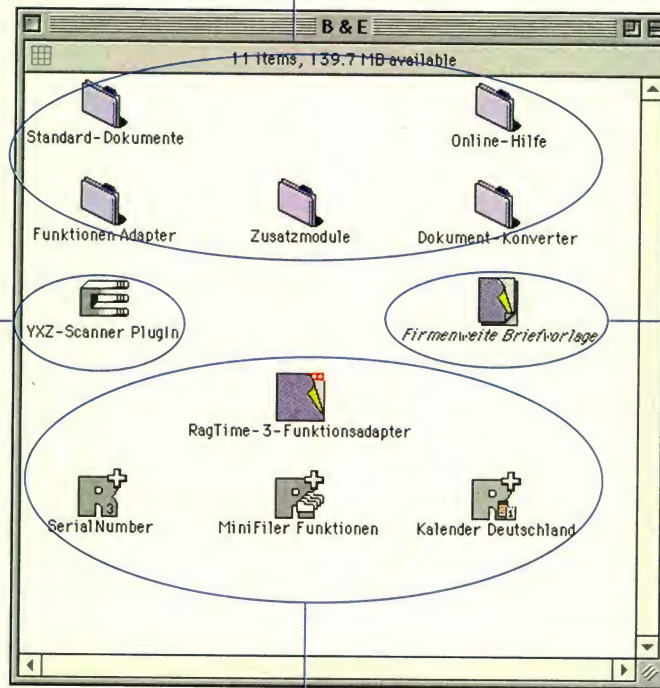 B & E
11 items, 139.7 MB available
Standard-Dokumente
Online-Hilfe
Funktionen Adapter
Zusatzmodule
Dokument-Konverter
YXZ-Scanner PlugIn
Firmenweite Briefvorlage
RagTime-3-Funktionsadapter
SerialNumber
MiniFiler Funktionen
Kalender Deutschland